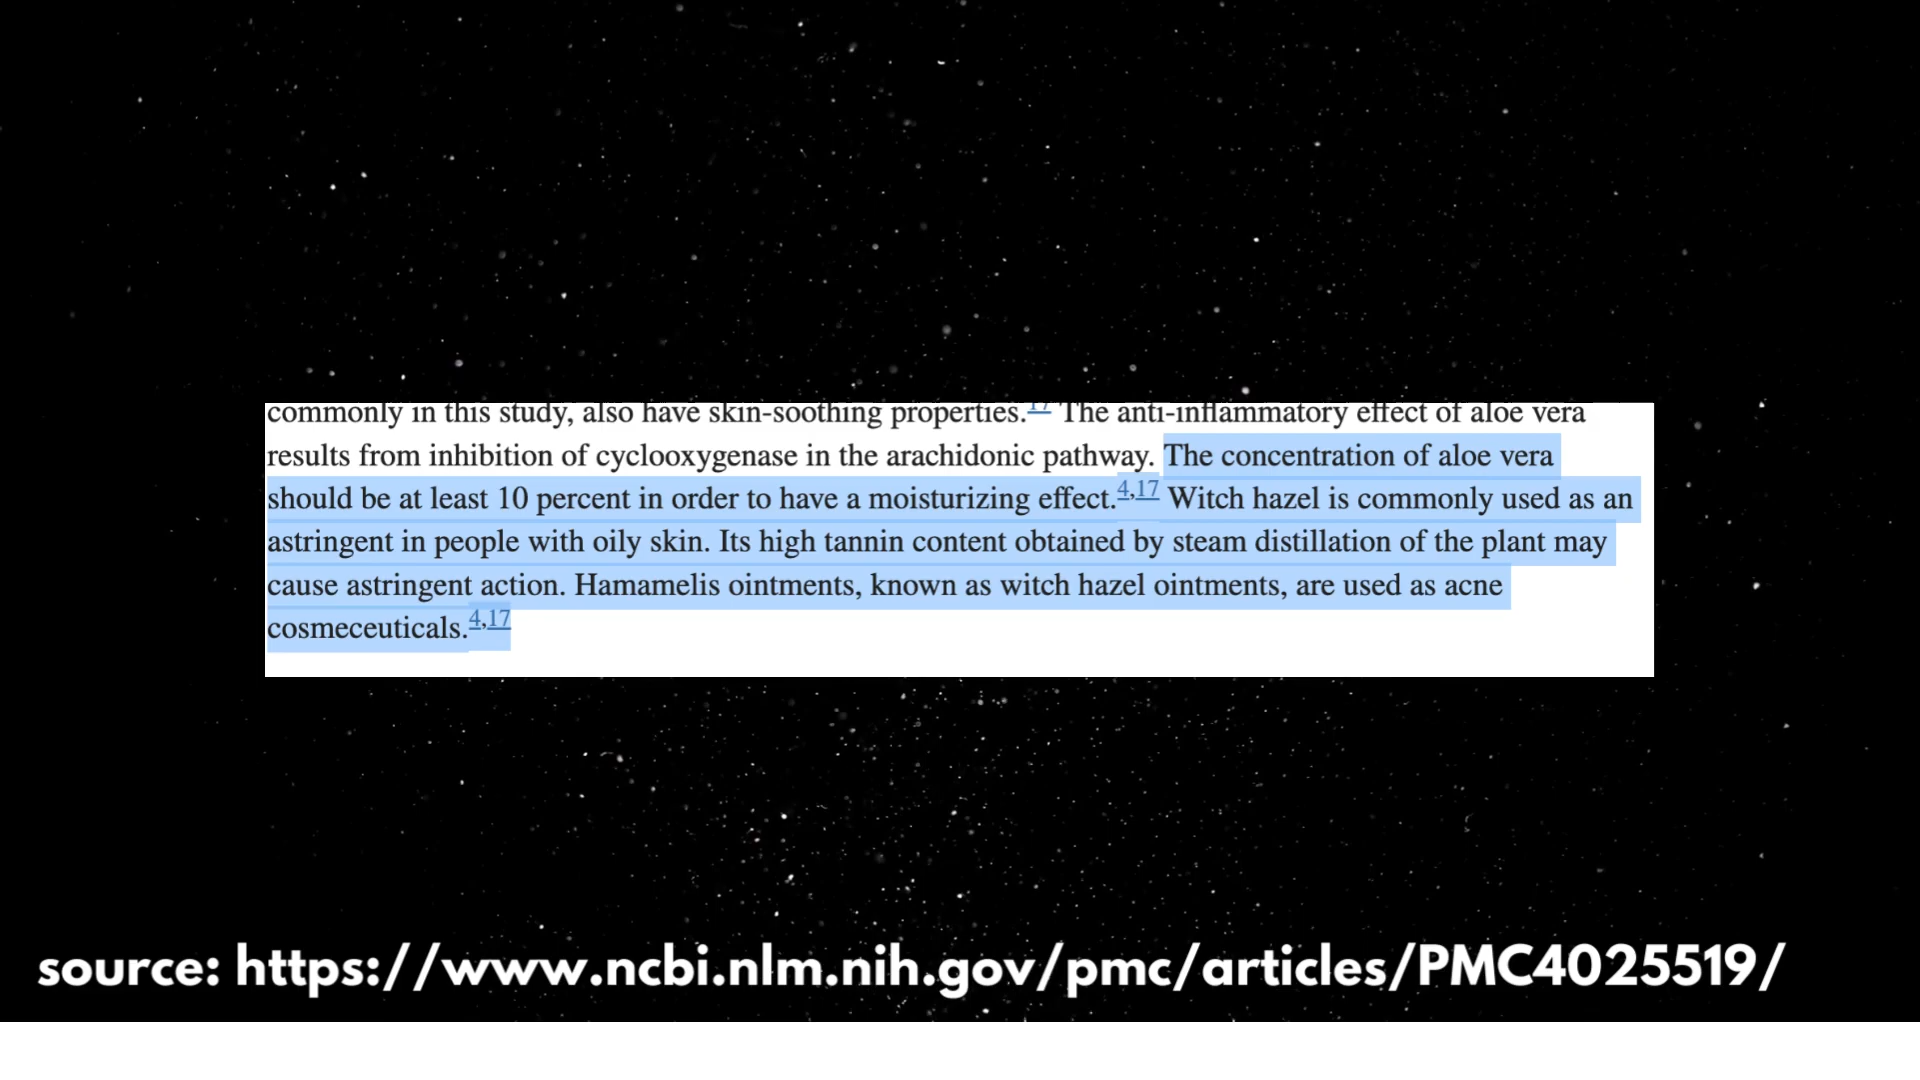 commonly in this study, also have skin-soothing properties.17 The anti-inflammatory effect of aloe vera
results from inhibition of cyclooxygenase in the arachidonic pathway. The concentration of aloe vera
should be at least 10 percent in order to have a moisturizing effect.4,17 Witch hazel is commonly used as an
astringent in people with oily skin. Its high tannin content obtained by steam distillation of the plant may
cause astringent action. Hamamelis ointments, known as witch hazel ointments, are used as acne
cosmeceuticals.4,17
source: https://www.ncbi.nlm.nih.gov/pmc/articles/PMC4025519/